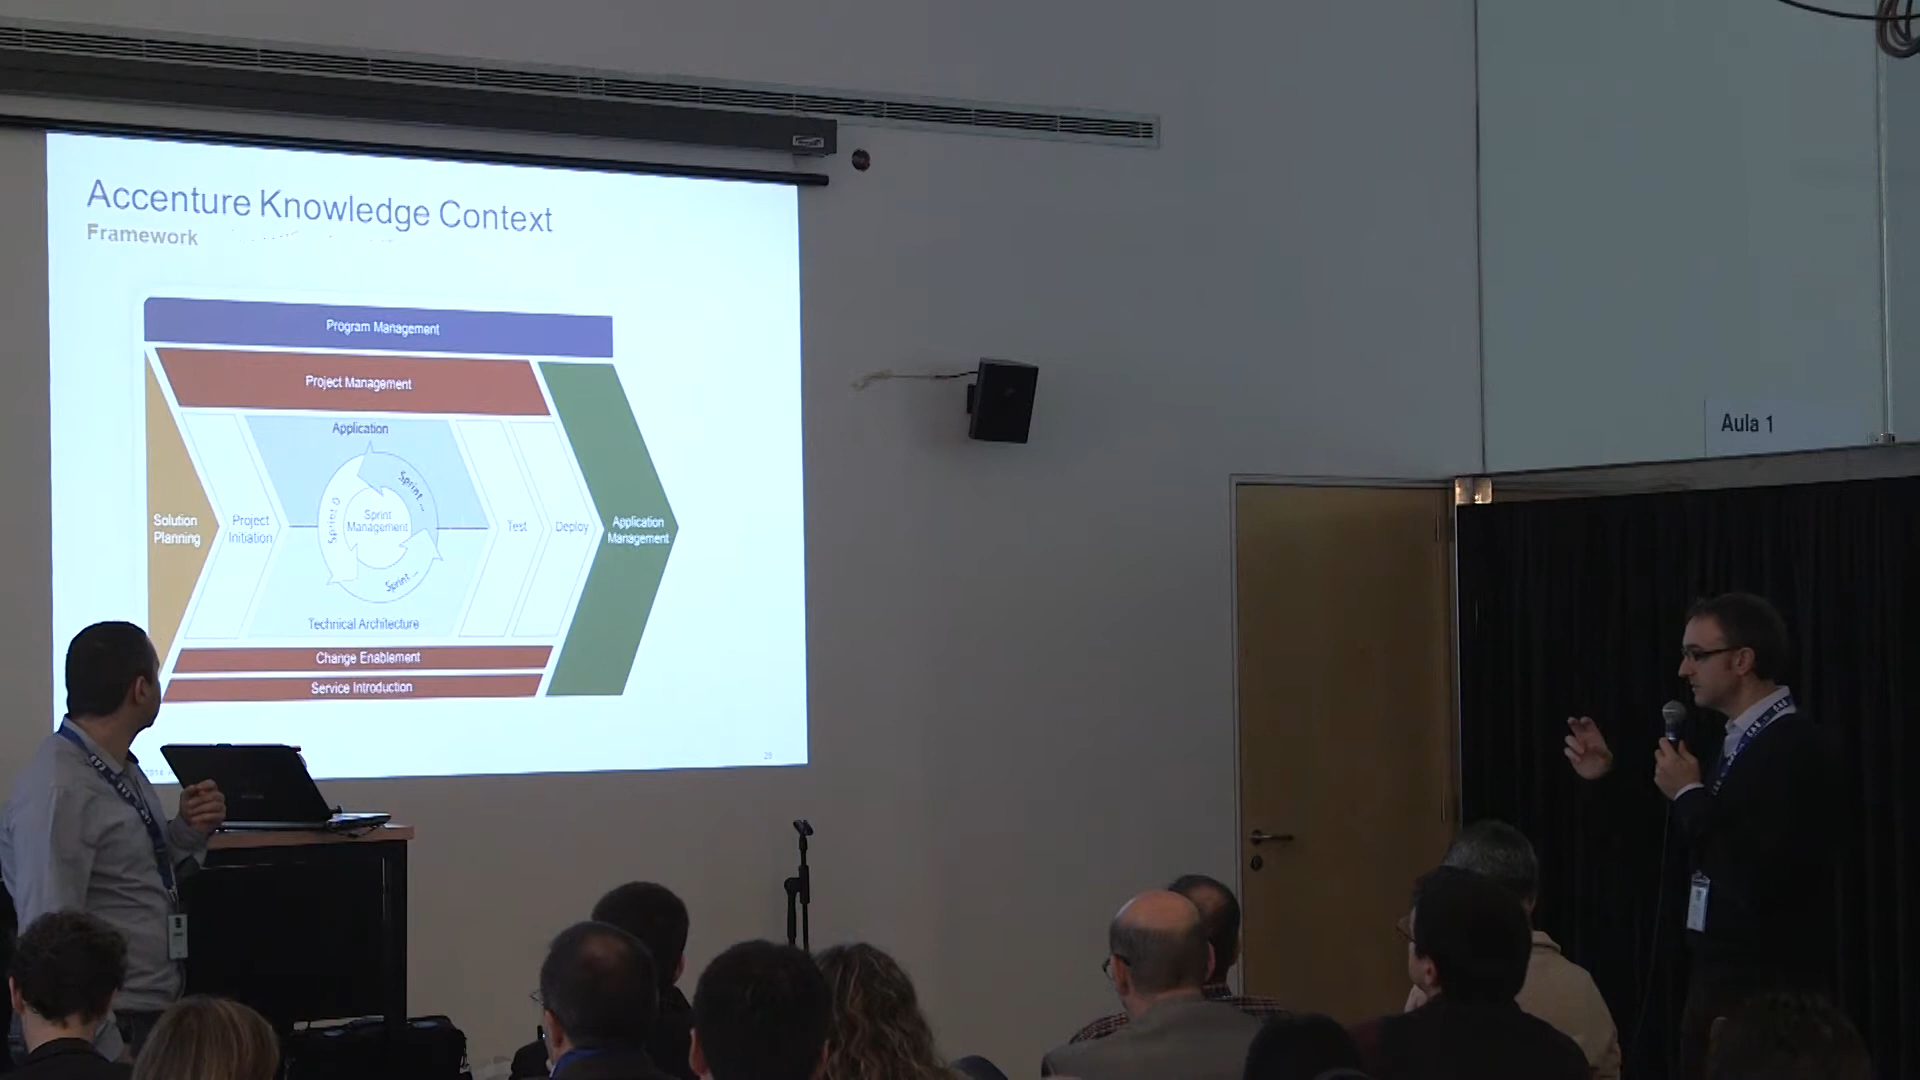 Accenture Knowledge Context
Framework
Program Management
Project Management
Application
Sprint ...
Sprint 0
Sprint
Management
Sprint ...
Solution
Planning
Project
Initiation
Test
Deploy
Application
Management
Technical Architecture
Change Enablement
Service Introduction
Aula 1